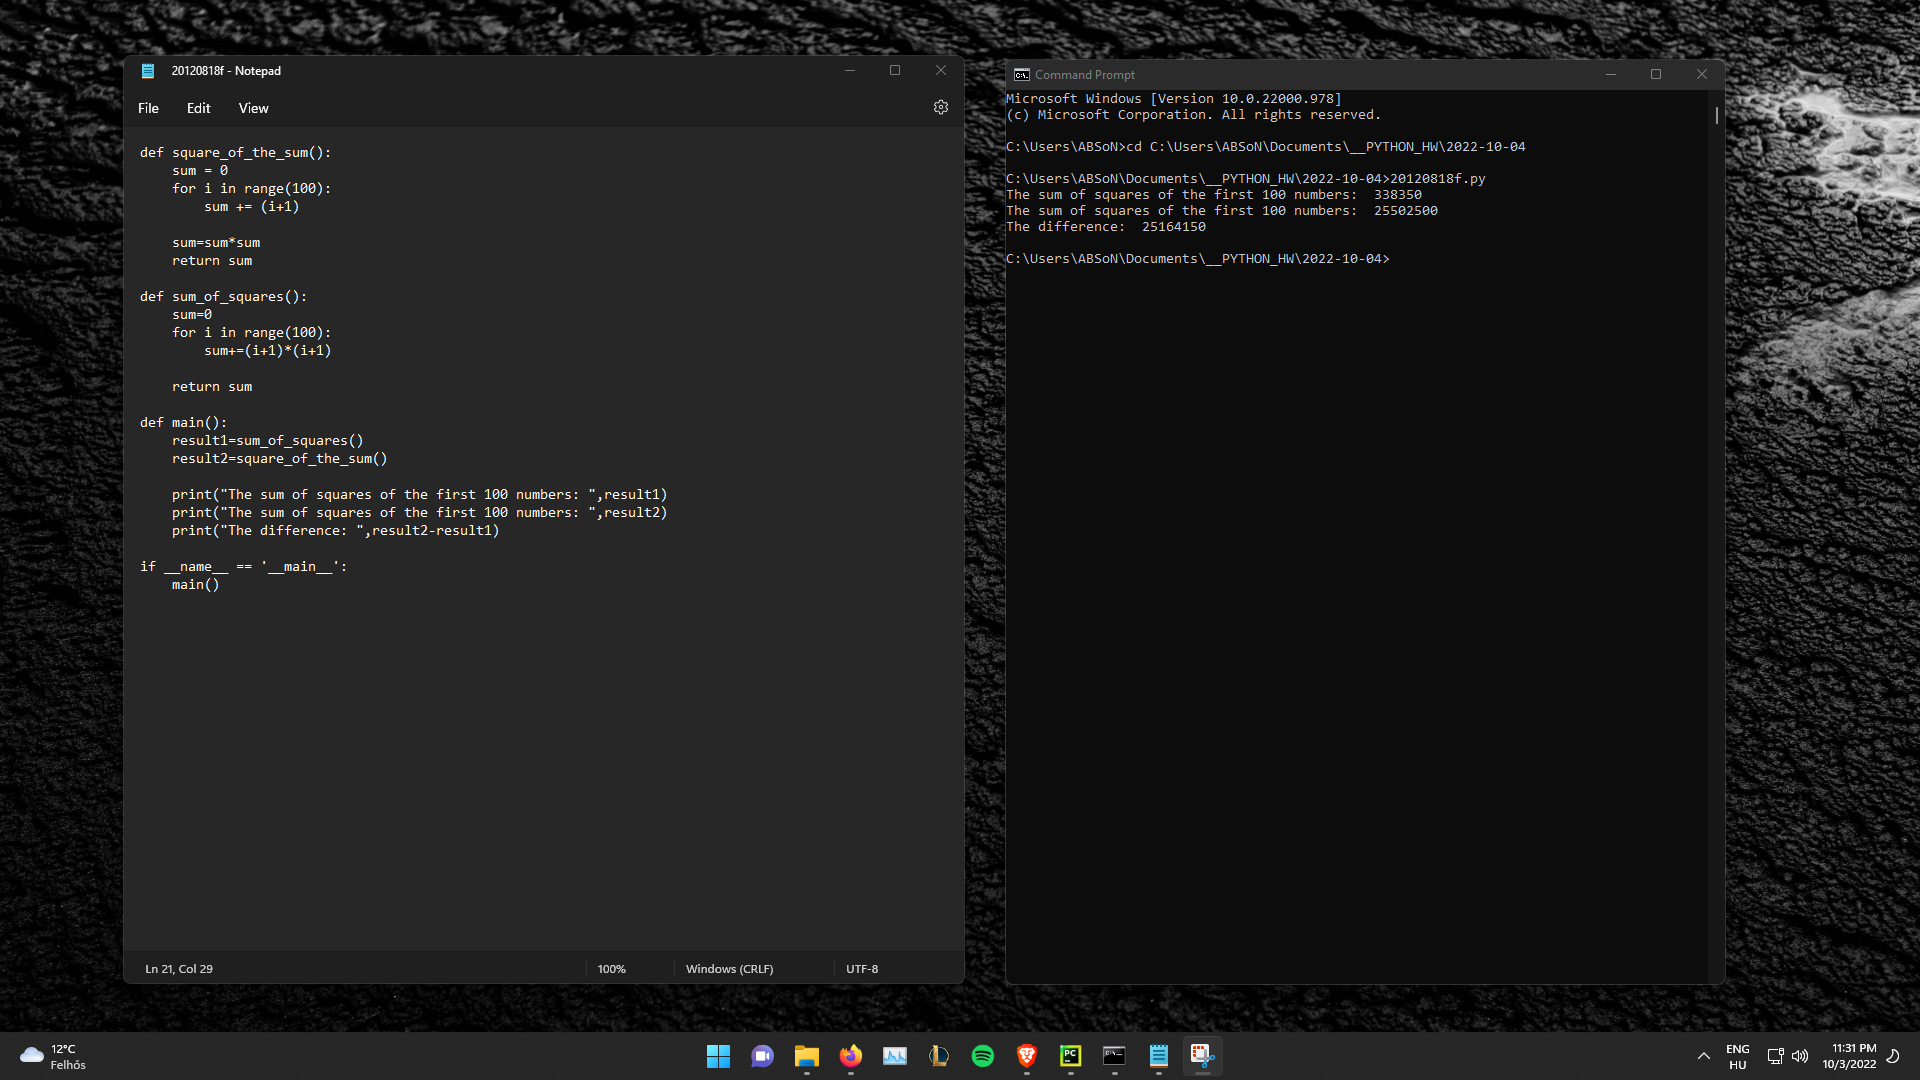 20120818f - Notepad
File Edit View
def square_of_the_sum():
    sum = 0
    for i in range(100):
        sum += (i+1)

    sum=sum*sum
    return sum

def sum_of_squares():
    sum=0
    for i in range(100):
        sum+=(i+1)*(i+1)

    return sum

def main():
    result1=sum_of_squares()
    result2=square_of_the_sum()

    print("The sum of squares of the first 100 numbers: ",result1)
    print("The sum of squares of the first 100 numbers: ",result2)
    print("The difference: ",result2-result1)

if __name__ == '__main__':
    main()
Ln 21, Col 29 100% Windows (CRLF) UTF-8
Command Prompt
Microsoft Windows [Version 10.0.22000.978]
(c) Microsoft Corporation. All rights reserved.

C:\Users\ABSoN>cd C:\Users\ABSoN\Documents\__PYTHON_HW\2022-10-04

C:\Users\ABSoN\Documents\__PYTHON_HW\2022-10-04>20120818f.py
The sum of squares of the first 100 numbers:  338350
The sum of squares of the first 100 numbers:  25502500
The difference:  25164150

C:\Users\ABSoN\Documents\__PYTHON_HW\2022-10-04>
12°C
Felhős
PC
ENG
HU
11:31 PM
10/3/2022